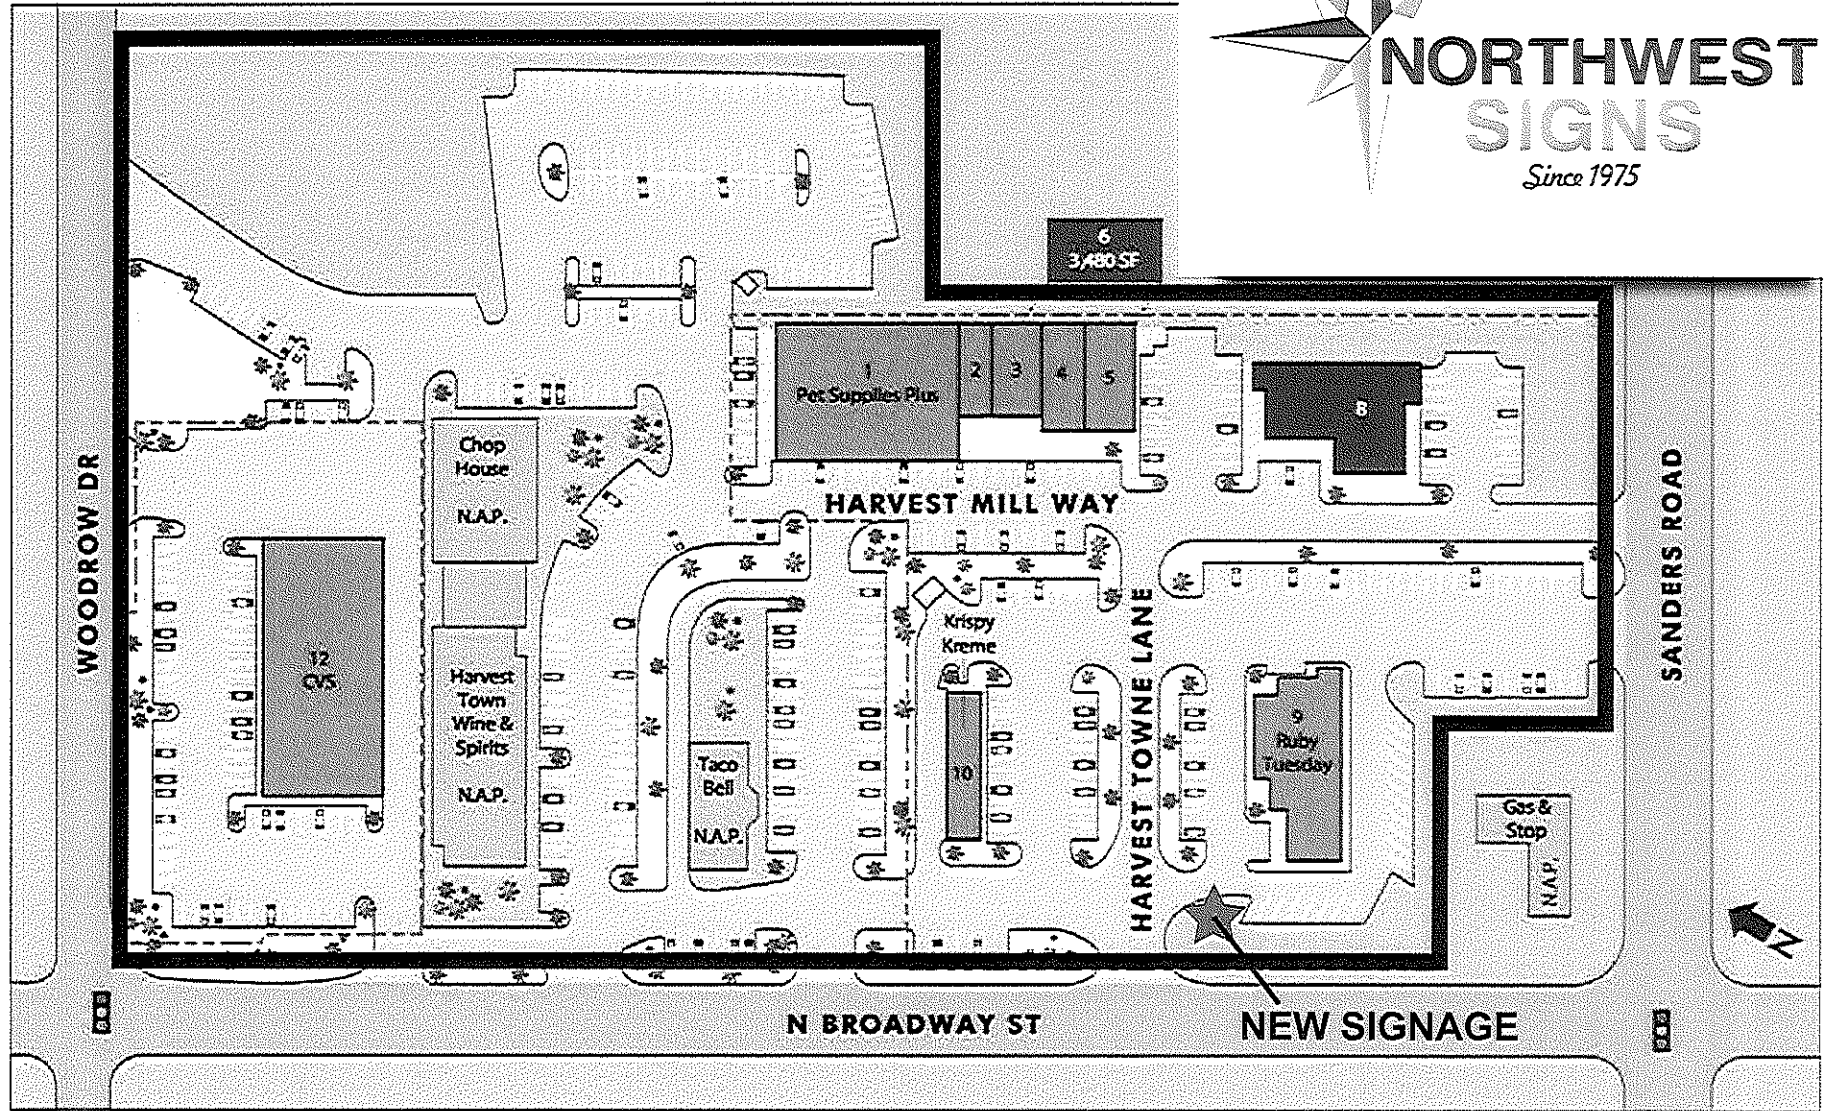 NORTHWEST
SIGNS
Since 1975
6
3,480 SF
1
Pet Supplies Plus
2
3
4
5
8
Chop
House
N.A.P.
HARVEST MILL WAY
WOODROW DR
SANDERS ROAD
12
CVS
Harvest
Town
Wine &
Spirits
N.A.P.
Taco
Bell
N.A.P.
Krispy
Kreme
10
HARVEST TOWNE LANE
9
Ruby
Tuesday
Gas &
Stop
N.A.P.
N
N BROADWAY ST
NEW SIGNAGE